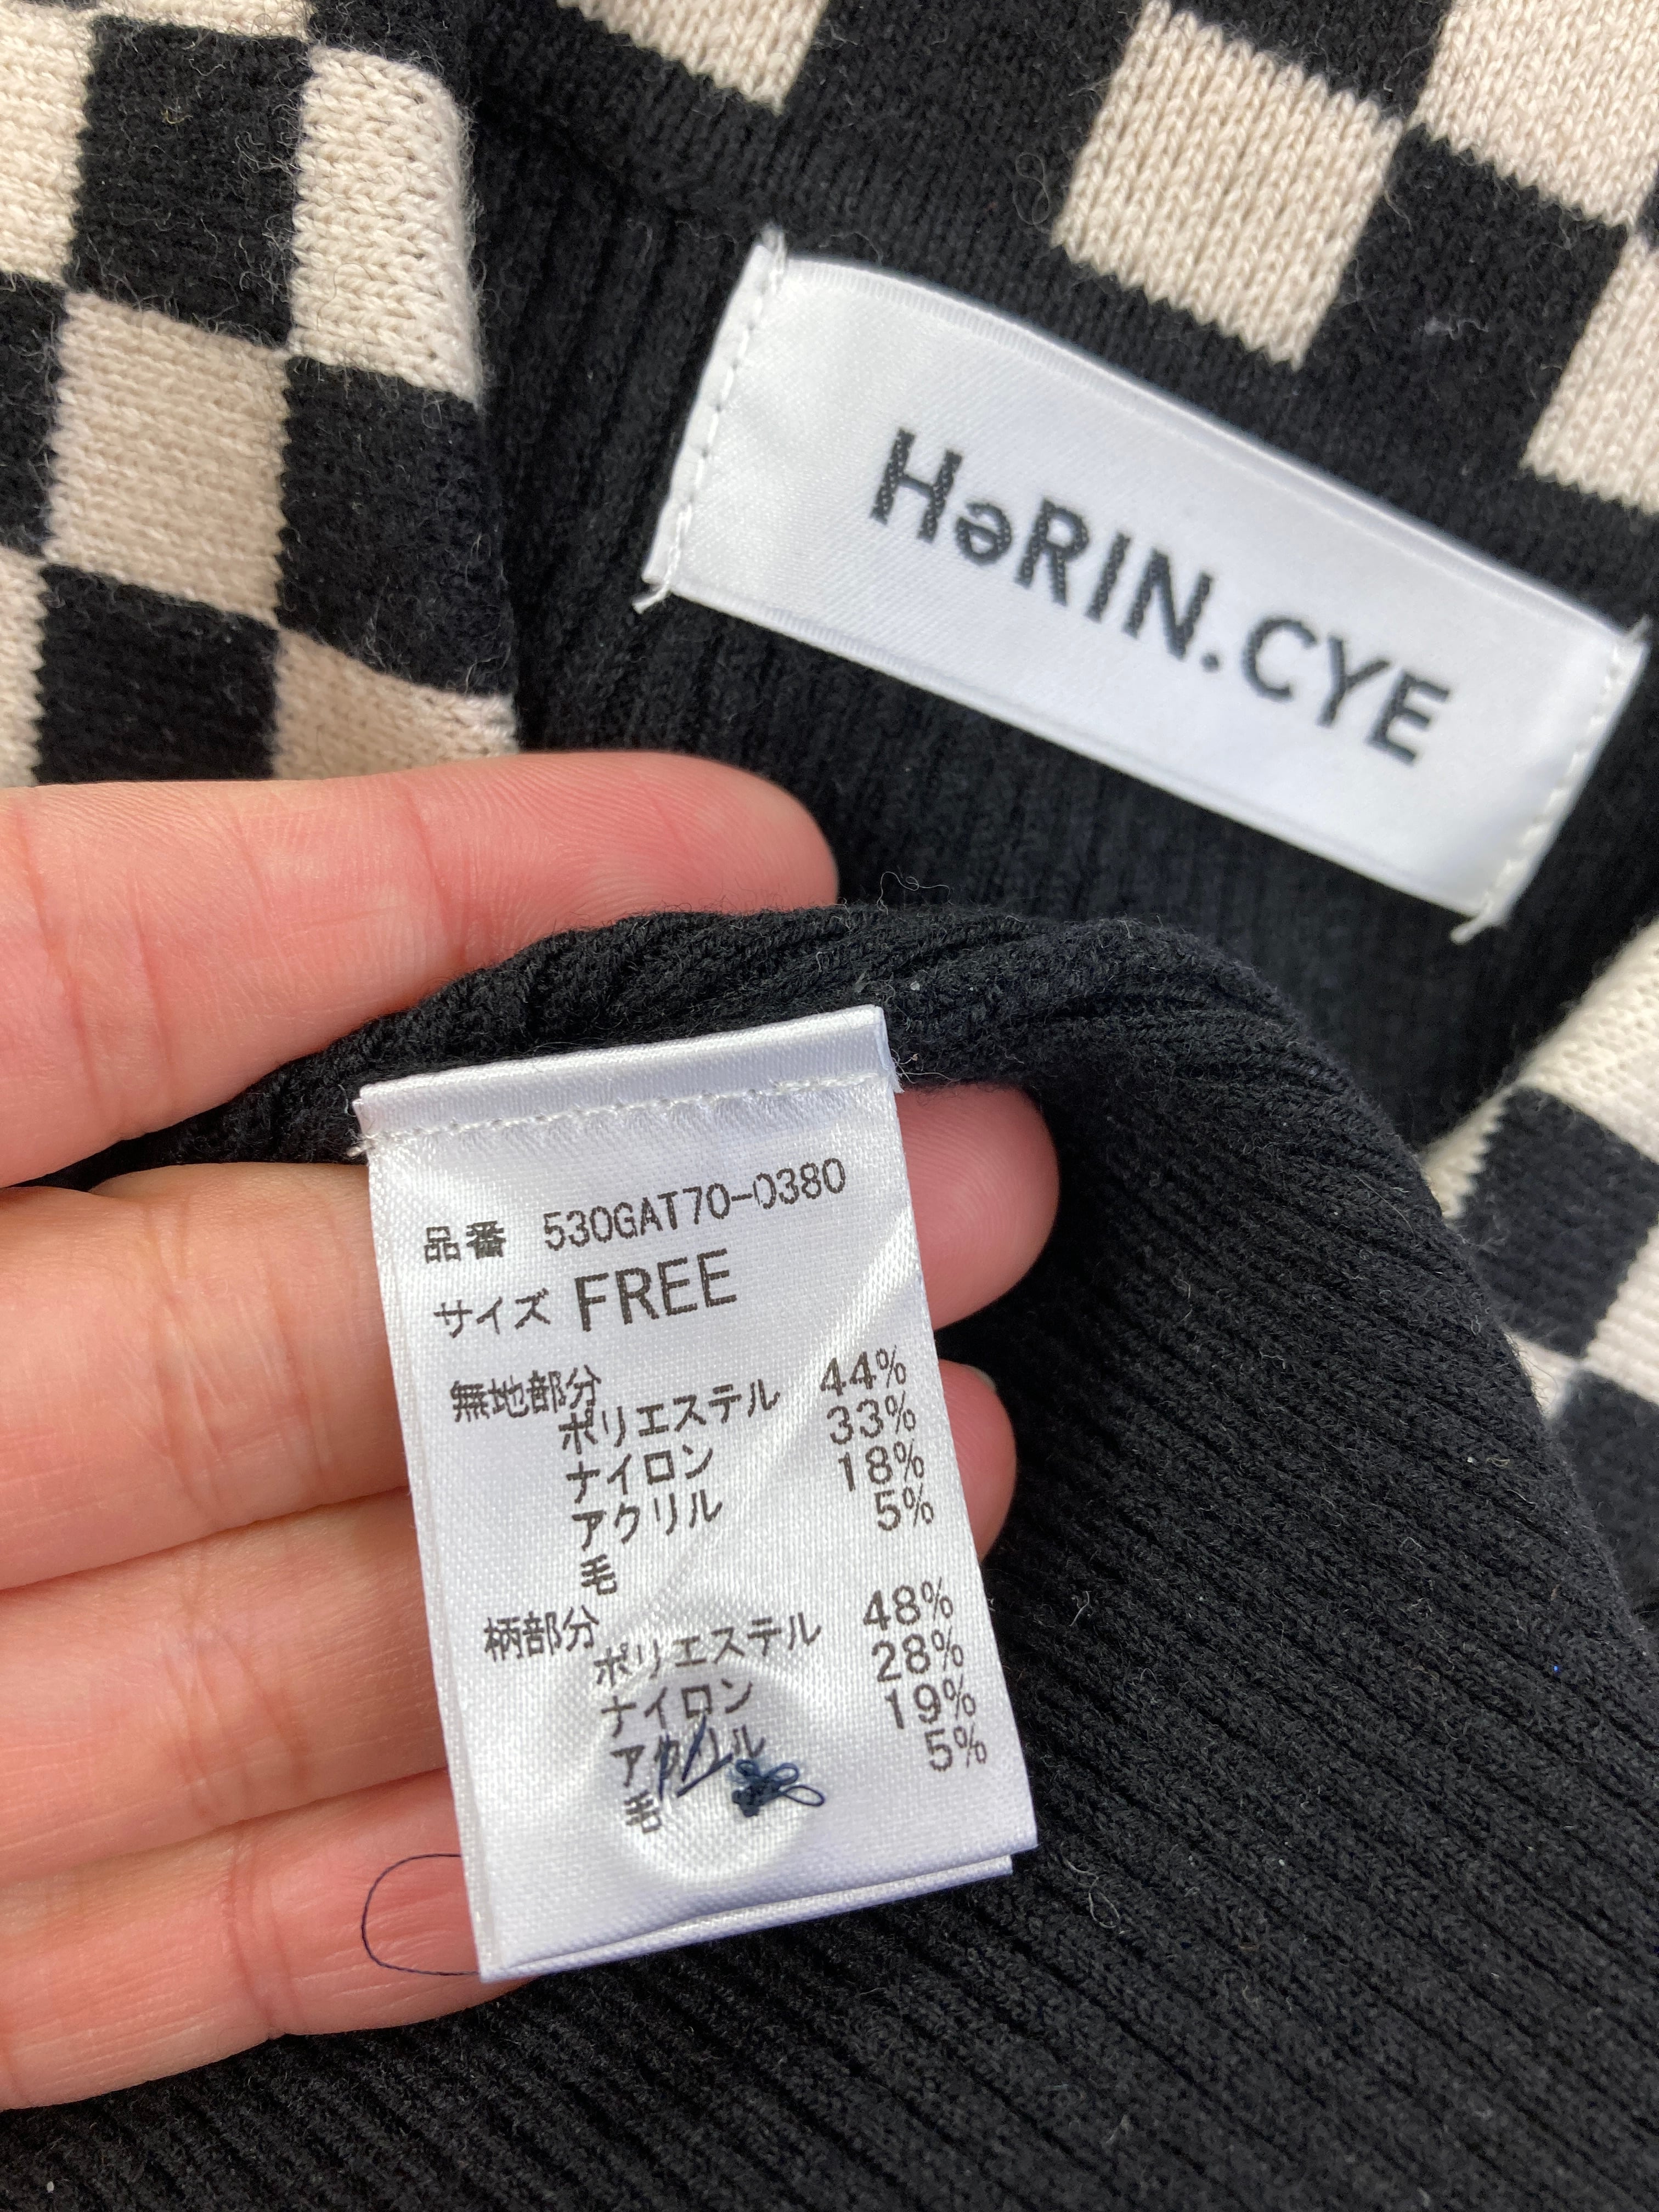 HəRIN.CYE
品番 530GAT70-0380
サイズ FREE
無地部分
ポリエステル 44%
ナイロン 33%
アクリル 18%
毛 5%
柄部分
ポリエステル 48%
ナイロン 28%
アクリル 19%
毛 5%